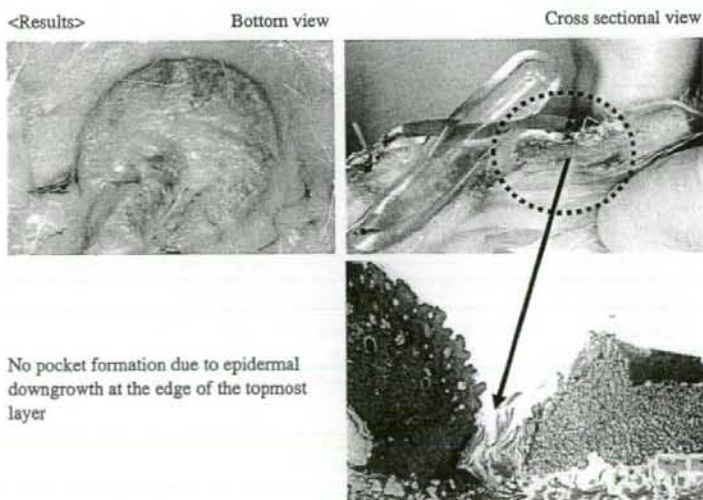 <Results>
Bottom view
Cross sectional view
No pocket formation due to epidermal
downgrowth at the edge of the topmost
layer